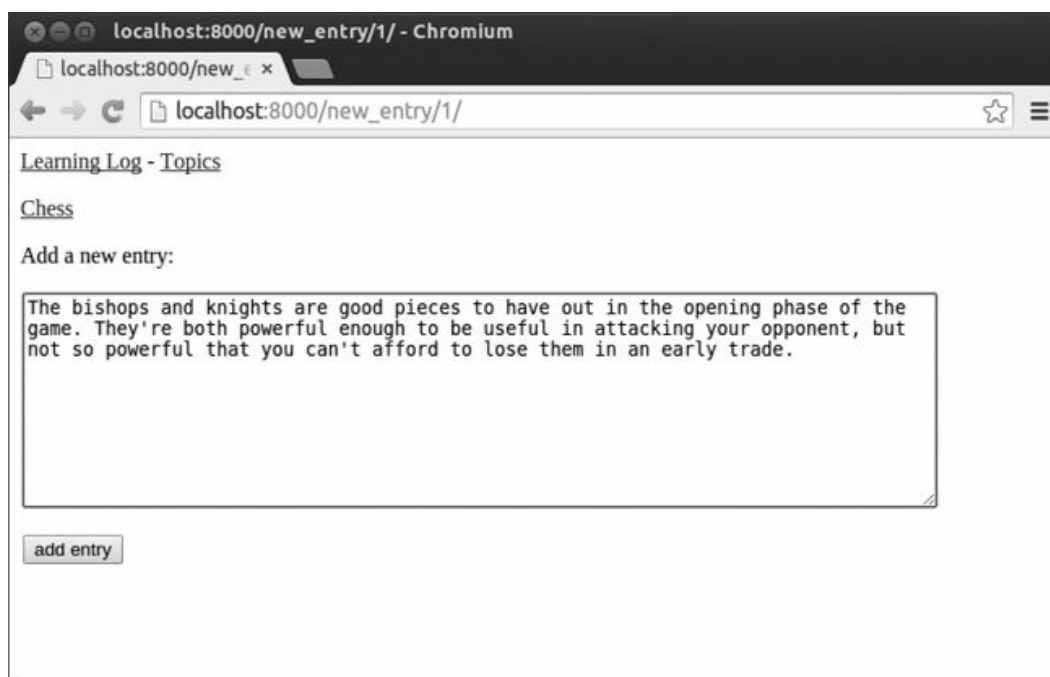 localhost:8000/new_entry/1/ - Chromium
localhost:8000/new_
localhost:8000/new_entry/1/
Learning Log - Topics
Chess
Add a new entry:
The bishops and knights are good pieces to have out in the opening phase of the
game. They're both powerful enough to be useful in attacking your opponent, but
not so powerful that you can't afford to lose them in an early trade.
add entry